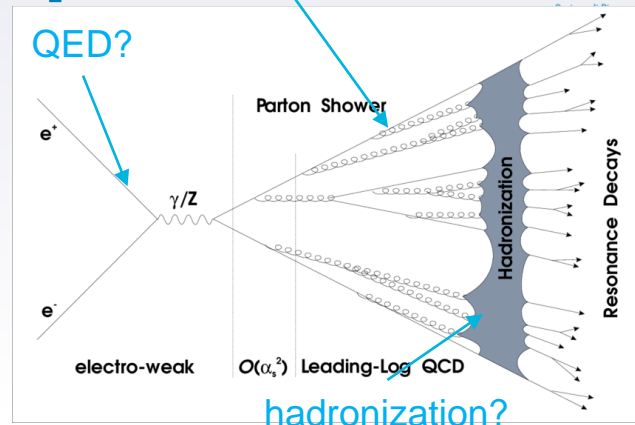 QED?
Parton Shower
e+
γ/Z
e-
Hadronization
Resonance Decays
electro-weak
O(αs²)
Leading-Log QCD
hadronization?